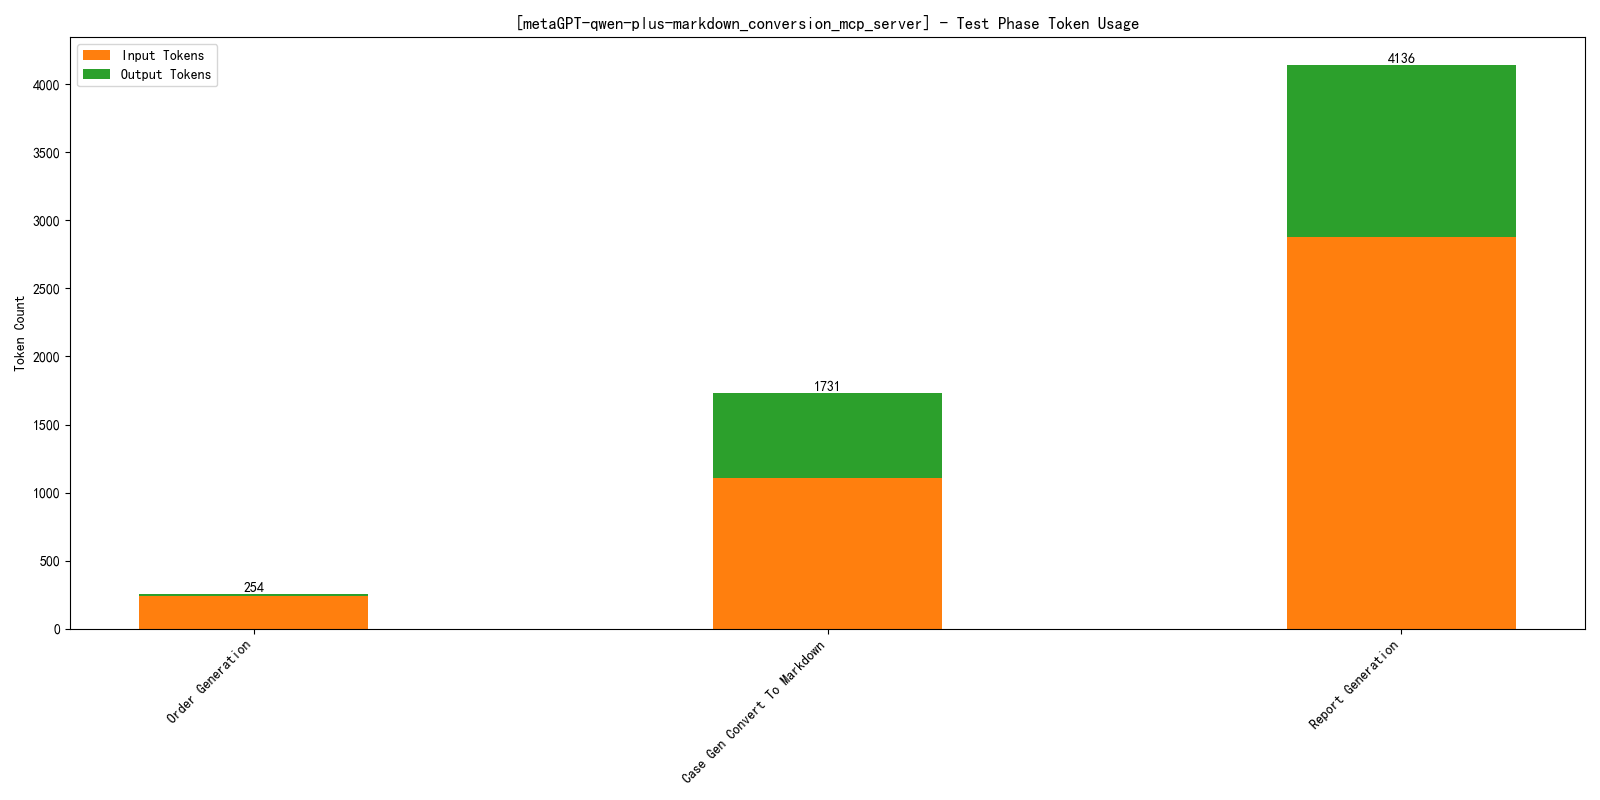 [metaGPT-qwen-plus-markdown_conversion_mcp_server] - Test Phase Token Usage
Input Tokens
Output Tokens
Token Count
4000
3500
3000
2500
2000
1500
1000
500
0
254
1731
4136
Order Generation
Case Gen Convert To Markdown
Report Generation